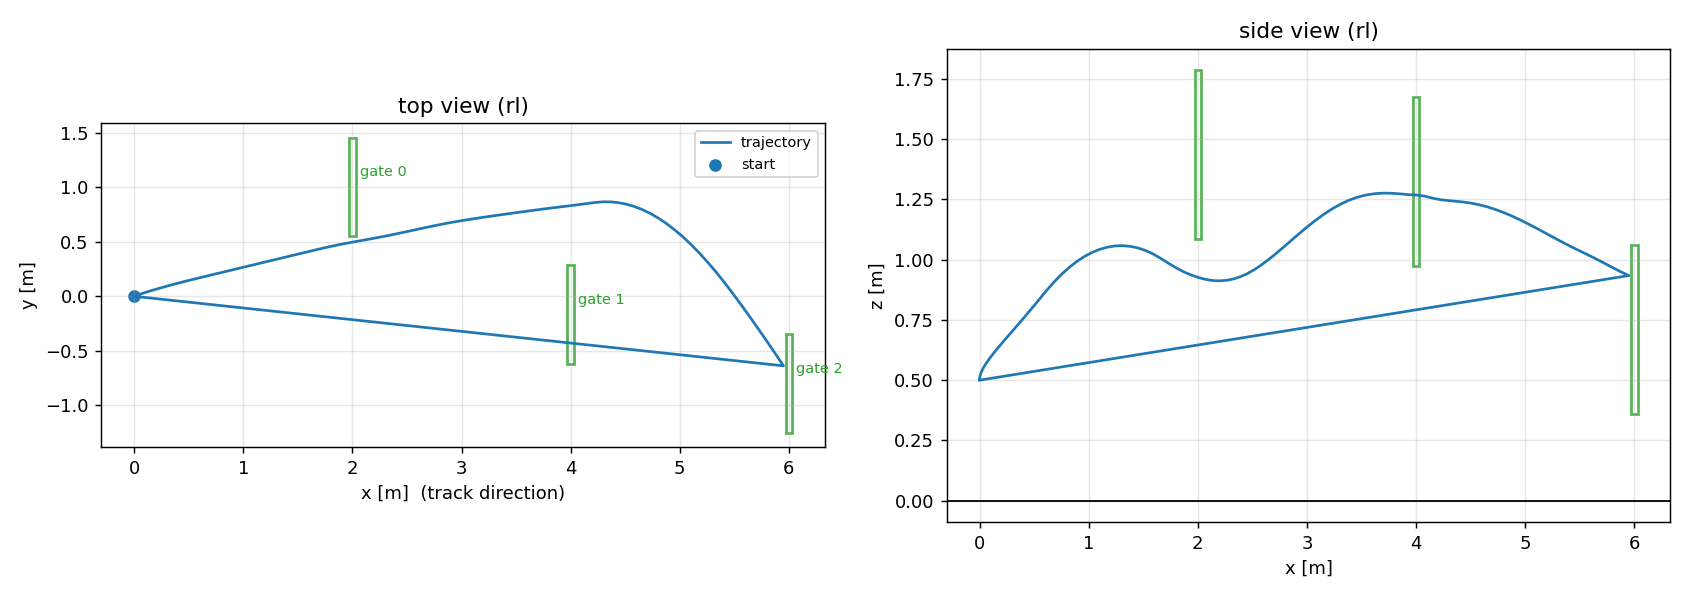 top view (rl)
1.5
1.0
0.5
0.0
−0.5
−1.0
y [m]
gate 0
gate 1
gate 2
trajectory
start
0 1 2 3 4 5 6
x [m]  (track direction)
side view (rl)
1.75
1.50
1.25
1.00
0.75
0.50
0.25
0.00
z [m]
0 1 2 3 4 5 6
x [m]